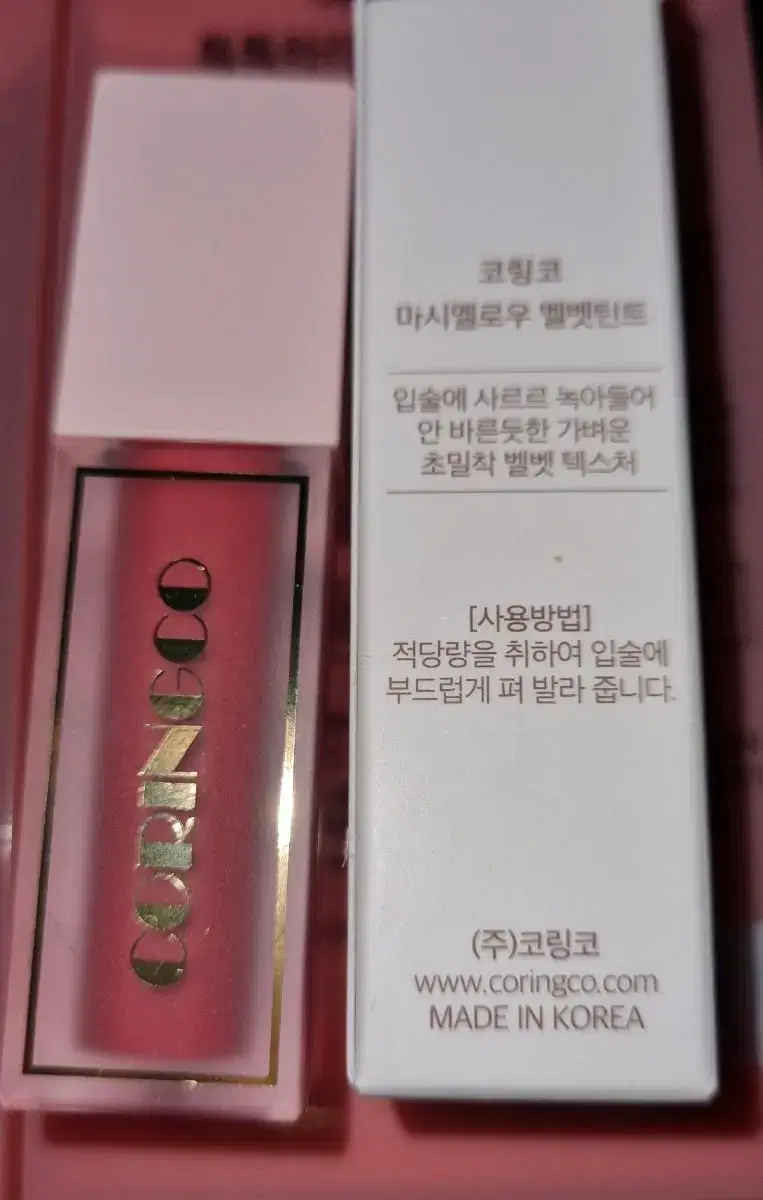 CORINGCO
코링코
마시멜로우 벨벳틴트
입술에 사르르 녹아들어
안 바른듯한 가벼운
초밀착 벨벳 텍스처
[사용방법]
적당량을 취하여 입술에
부드럽게 펴 발라 줍니다.
(주)코링코
www.coringco.com
MADE IN KOREA